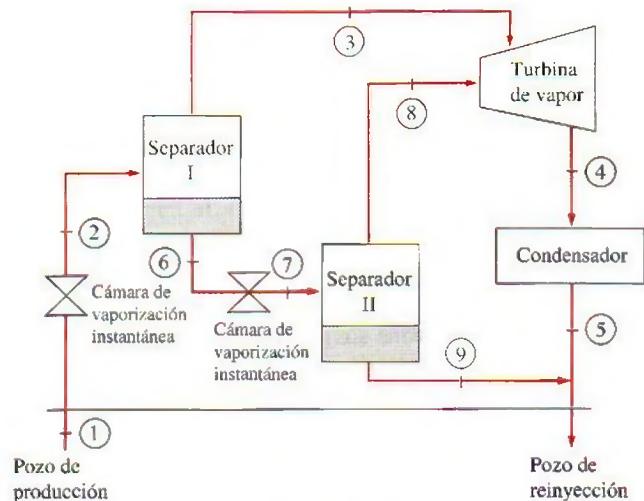 3
Turbina
de vapor
8
Separador
I
4
2
6
7
Condensador
Separador
II
Cámara de
vaporización
instantánea
Cámara de
vaporización
instantánea
5
9
1
Pozo de
producción
Pozo de
reinyección